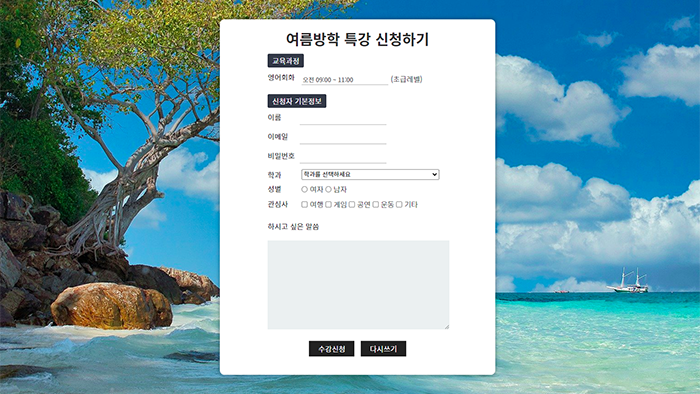 여름방학 특강 신청하기
교육과정
영어회화 오전 09:00 ~ 11:00 (초급레벨)
신청자 기본정보
이름
이메일
비밀번호
학과 학과를 선택하세요
성별 여자 남자
관심사 여행 게임 공연 운동 기타
하시고 싶은 말씀
수강신청 다시쓰기